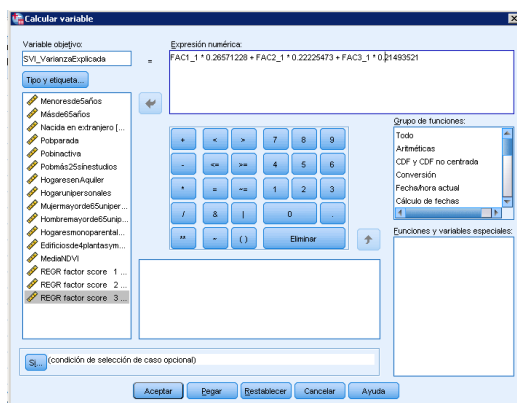 Calcular variable
Variable objetivo:
SVI_VarianzaExplicada
=
Tipo y etiqueta...
Expresión numérica:
FAC1_1 * 0.26571228 + FAC2_1 * 0.22225473 + FAC3_1 * 0.21493521
Menoresde5años
Másde65años
Nacida en extranjero [...
Pobparada
Pobinactiva
Pobmás25sinestudios
HogaresenAquiler
Hogarunipersonales
Mujermayorde65uniper...
Hombremayorde65unip...
Hogaresmonoparental...
Edificiosde4plantasym...
MediaNDVI
REGR factor score 1 ...
REGR factor score 2 ...
REGR factor score 3 ...
+ < > 7 8 9
- <= >= 4 5 6
* = ~= 1 2 3
/ & | 0 .
** ~ ( ) Eliminar
Grupo de funciones:
Todo
Aritméticas
CDF y CDF no centrada
Conversión
Fecha/hora actual
Cálculo de fechas
Funciones y variables especiales:
Si... (condición de selección de caso opcional)
Aceptar Pegar Restablecer Cancelar Ayuda